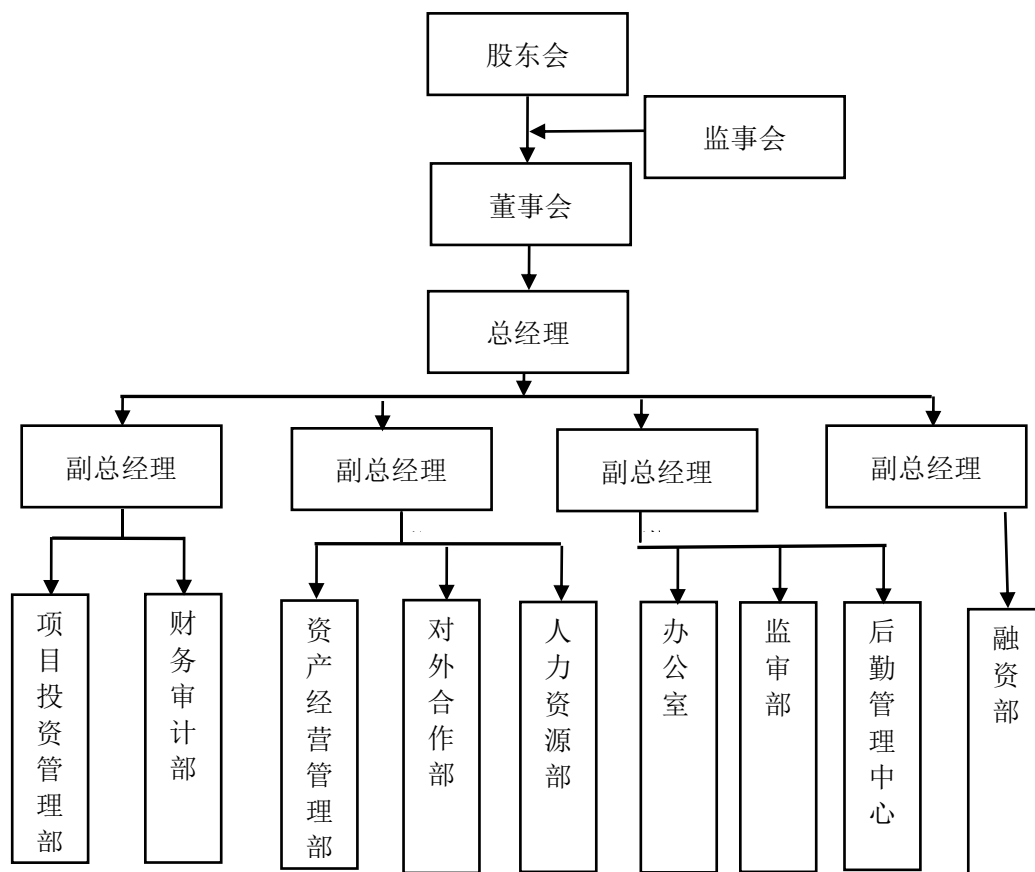 股东会
监事会
董事会
总经理
副总经理
副总经理
副总经理
副总经理
项目投资管理部
财务审计部
资产经营管理部
对外合作部
人力资源部
办公室
监审部
后勤管理中心
融资部